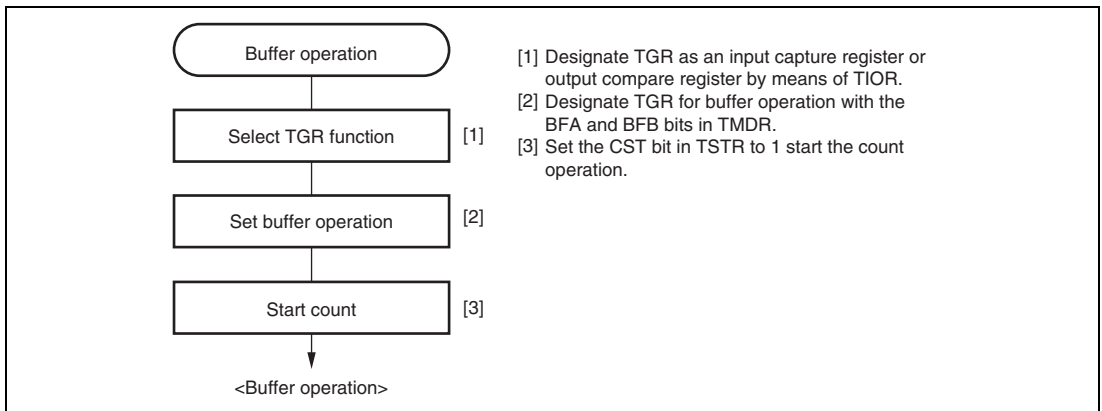 Buffer operation
Select TGR function
[1]
Set buffer operation
[2]
Start count
[3]
<Buffer operation>
[1] Designate TGR as an input capture register or
output compare register by means of TIOR.
[2] Designate TGR for buffer operation with the
BFA and BFB bits in TMDR.
[3] Set the CST bit in TSTR to 1 start the count
operation.